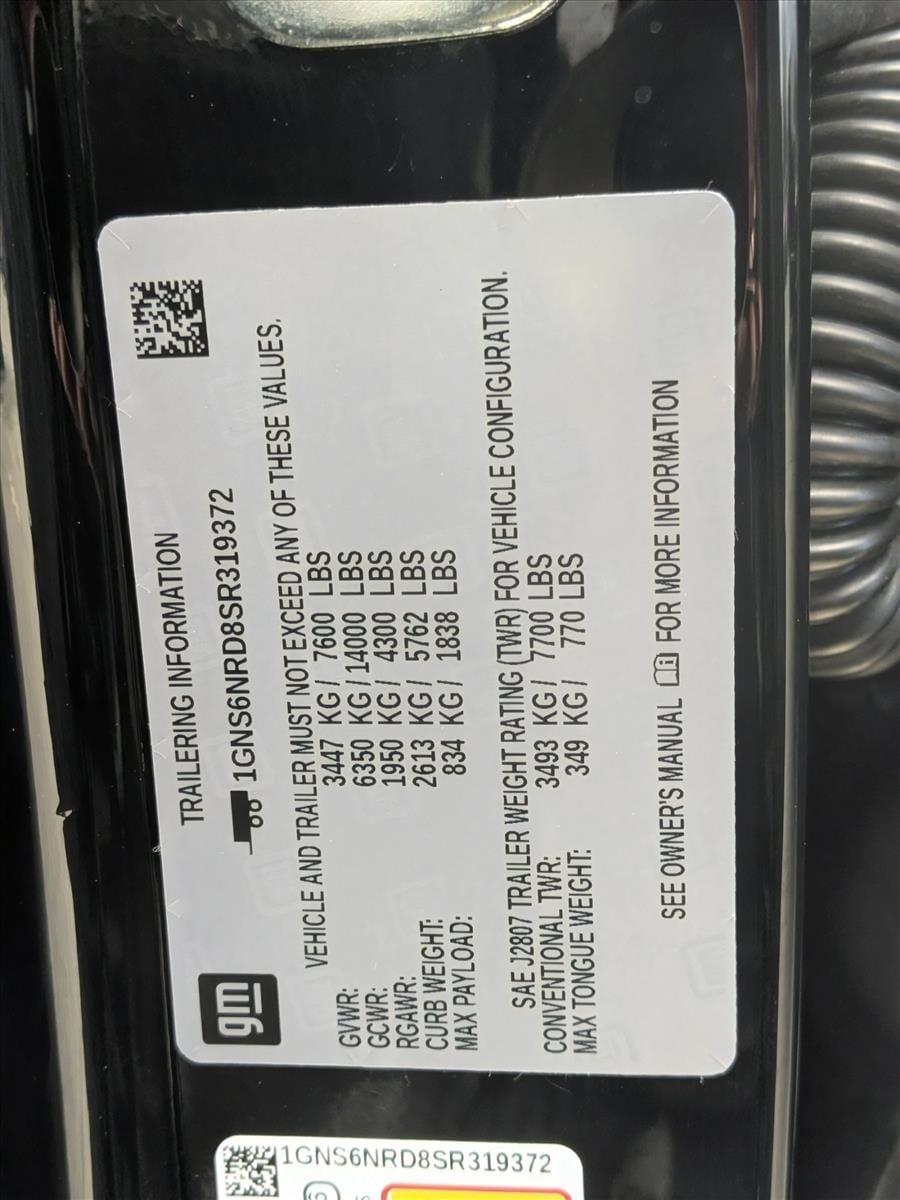 gm
TRAILERING INFORMATION
1GNS6NRD8SR319372
VEHICLE AND TRAILER MUST NOT EXCEED ANY OF THESE VALUES.
GVWR: 3447 KG / 7600 LBS
GCWR: 6350 KG / 14000 LBS
RGAWR: 1950 KG / 4300 LBS
CURB WEIGHT: 2613 KG / 5762 LBS
MAX PAYLOAD: 834 KG / 1838 LBS
SAE J2807 TRAILER WEIGHT RATING (TWR) FOR VEHICLE CONFIGURATION.
CONVENTIONAL TWR: 3493 KG / 7700 LBS
MAX TONGUE WEIGHT: 349 KG / 770 LBS
SEE OWNER'S MANUAL FOR MORE INFORMATION
1GNS6NRD8SR319372